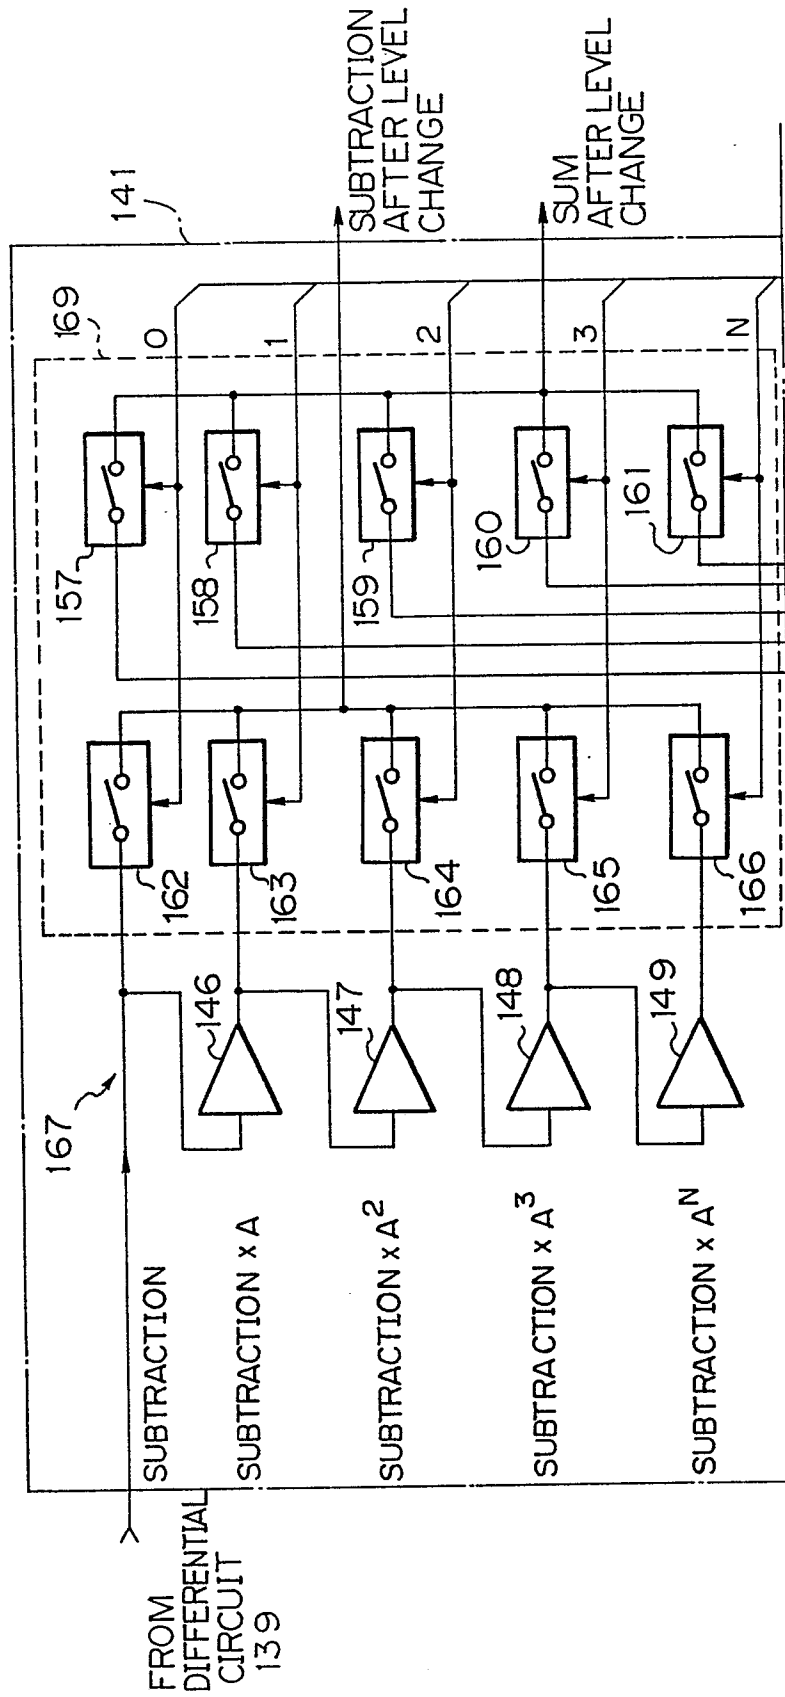 141
169
0
SUBTRACTION
AFTER LEVEL
CHANGE
157
1
158
2
SUM
AFTER LEVEL
CHANGE
159
3
160
N
161
162
163
164
165
166
167
146
147
148
149
FROM
DIFFERENTIAL
CIRCUIT
139
SUBTRACTION
SUBTRACTION x A
SUBTRACTION x A²
SUBTRACTION x A³
SUBTRACTION x Aᴺ